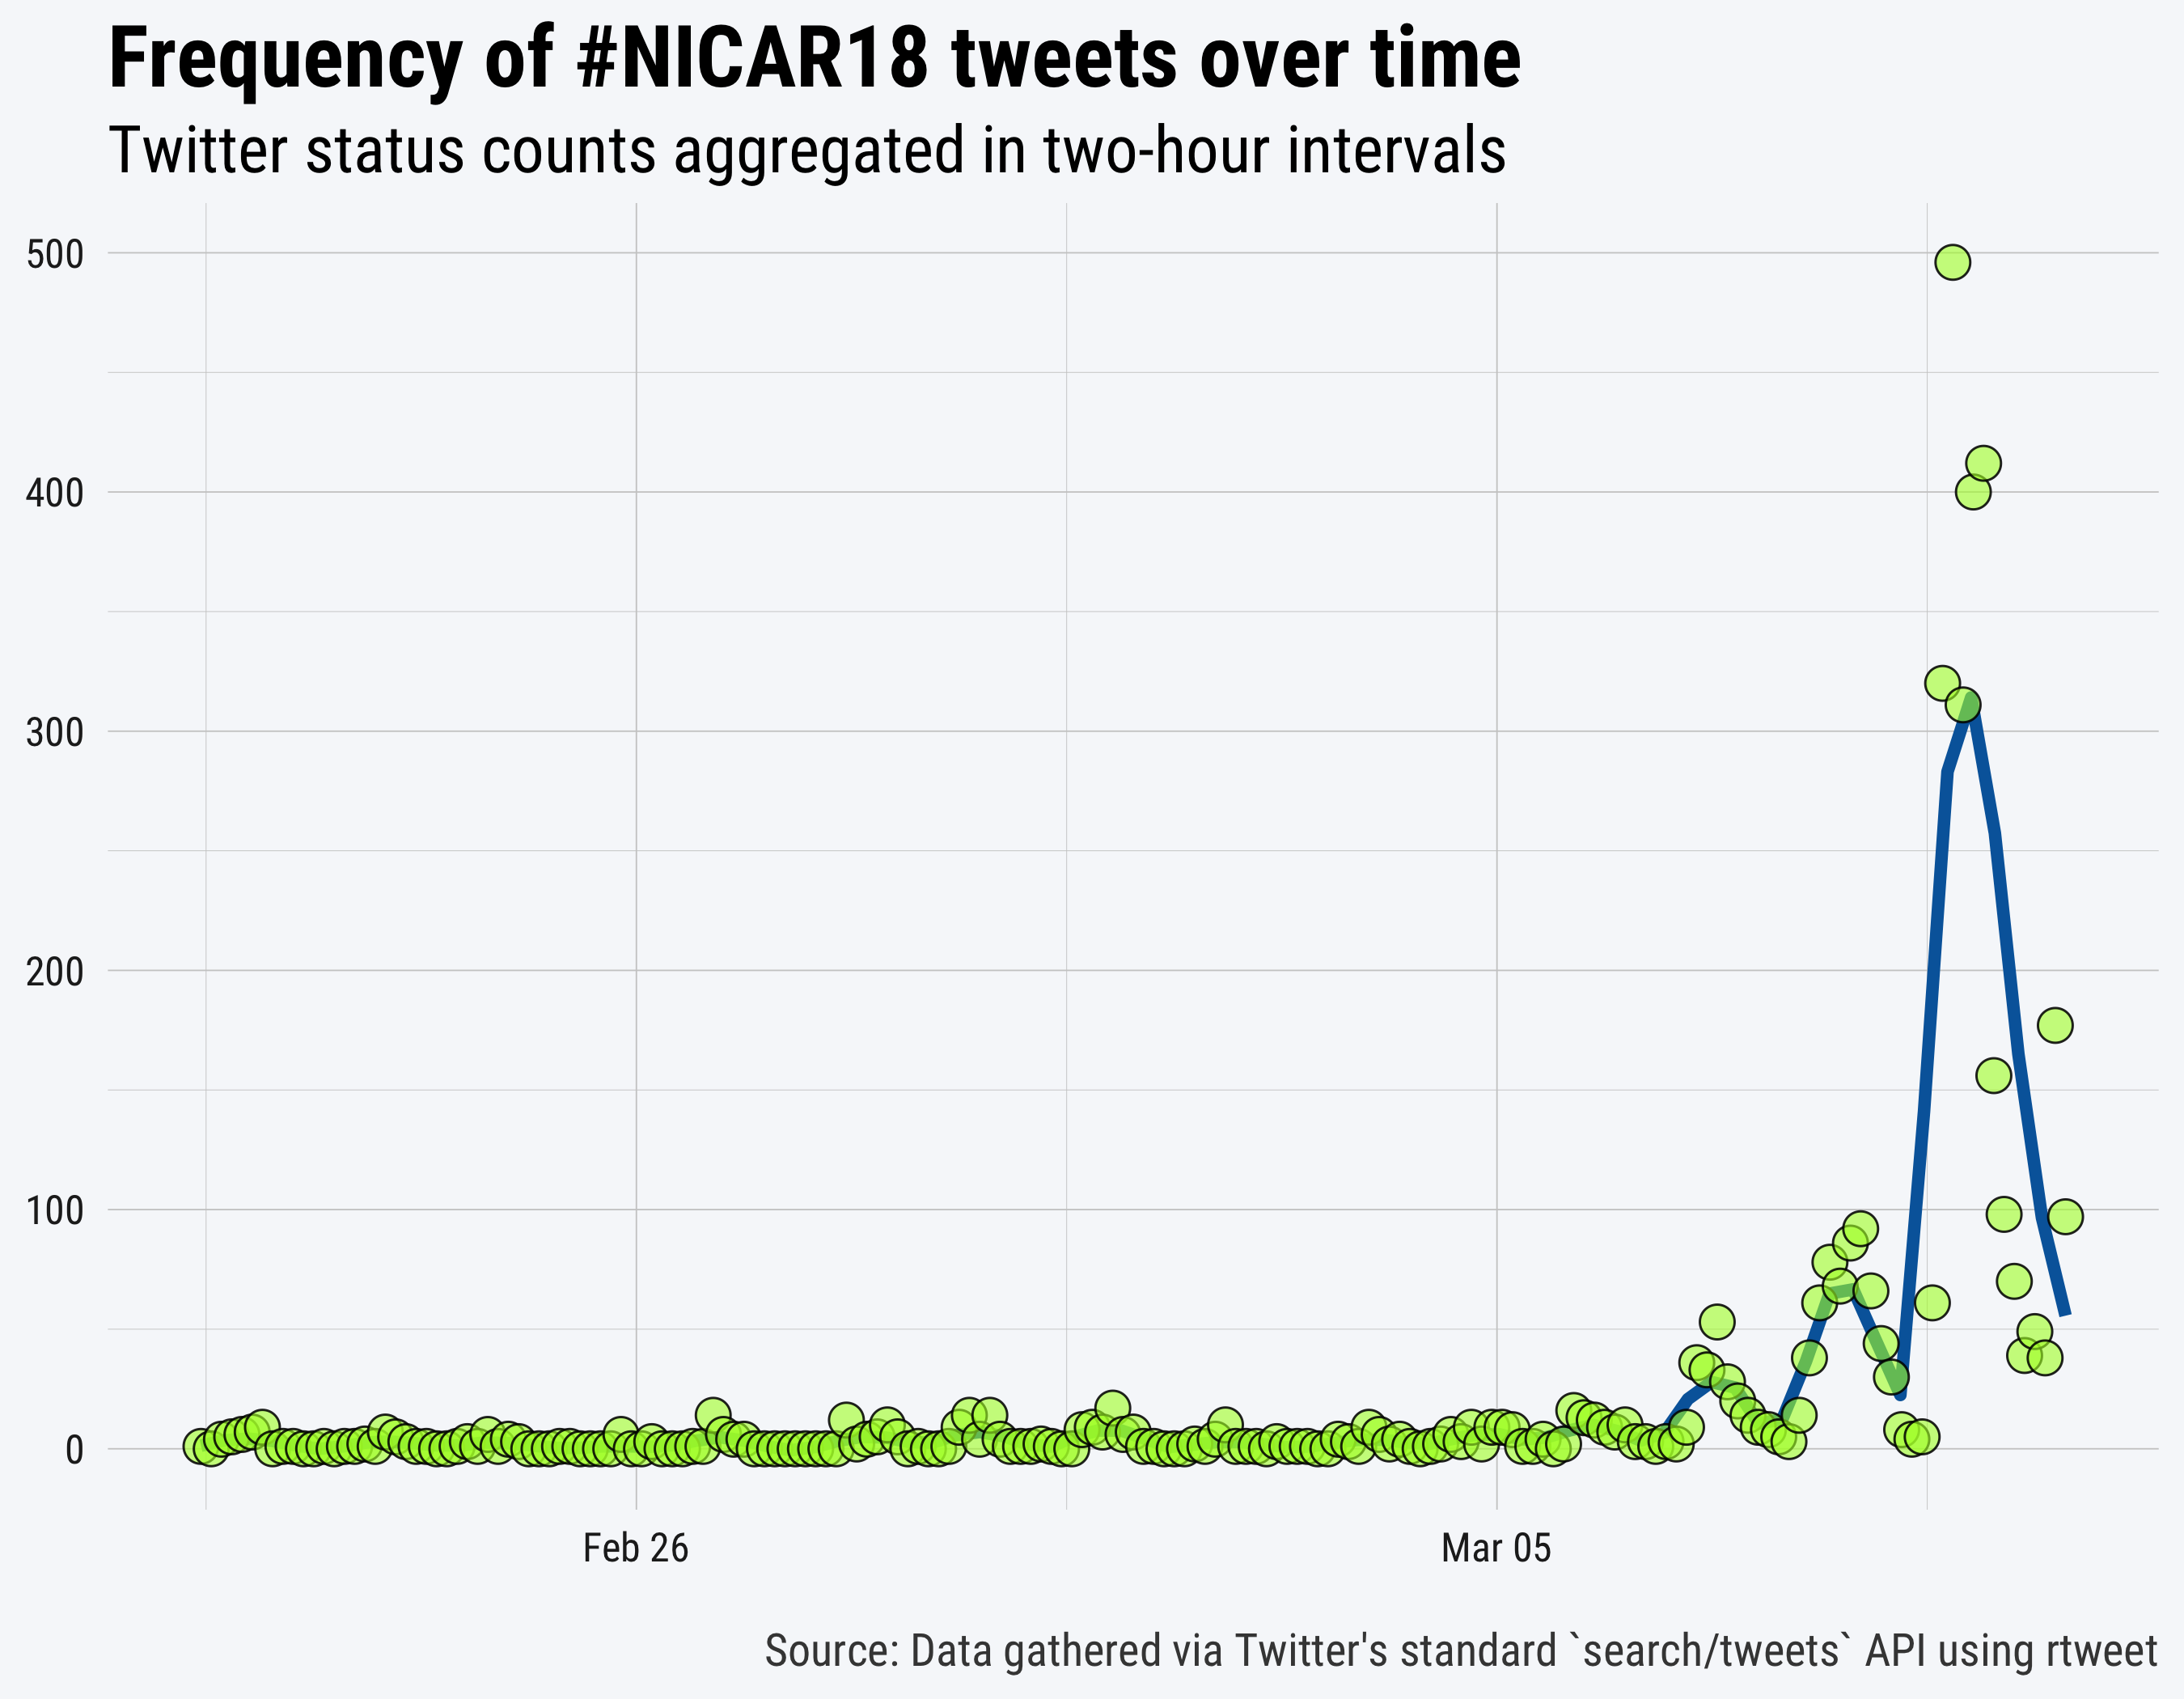 Frequency of #NICAR18 tweets over time
Twitter status counts aggregated in two-hour intervals
500
400
300
200
100
0
Feb 26 Mar 05
Source: Data gathered via Twitter's standard `search/tweets` API using rtweet